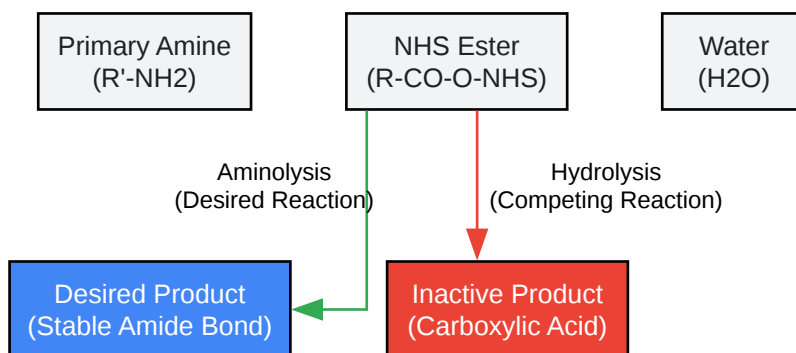 Primary Amine
(R'-NH2)
NHS Ester
(R-CO-O-NHS)
Water
(H2O)
Aminolysis
(Desired Reaction)
Hydrolysis
(Competing Reaction)
Desired Product
(Stable Amide Bond)
Inactive Product
(Carboxylic Acid)